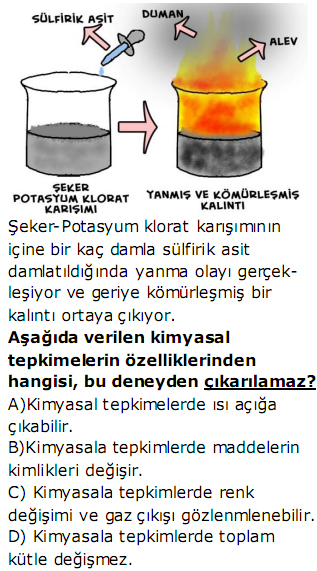 SÜLFİRİK ASİT
DUMAN
ALEV
ŞEKER
POTASYUM KLORAT
KARIŞIMI
YANMIŞ VE KÖMÜRLEŞMİŞ
KALINTI
Şeker-Potasyum klorat karışımının
içine bir kaç damla sülfirik asit
damlatıldığında yanma olayı gerçek-
leşiyor ve geriye kömürleşmiş bir
kalıntı ortaya çıkıyor.
Aşağıda verilen kimyasal
tepkimelerin özelliklerinden
hangisi, bu deneyden çıkarılamaz?
A)Kimyasal tepkimelerde ısı açığa
çıkabilir.
B)Kimyasala tepkimlerde maddelerin
kimlikleri değişir.
C) Kimyasala tepkimlerde renk
değişimi ve gaz çıkışı gözlenmlenebilir.
D) Kimyasala tepkimlerde toplam
kütle değişmez.